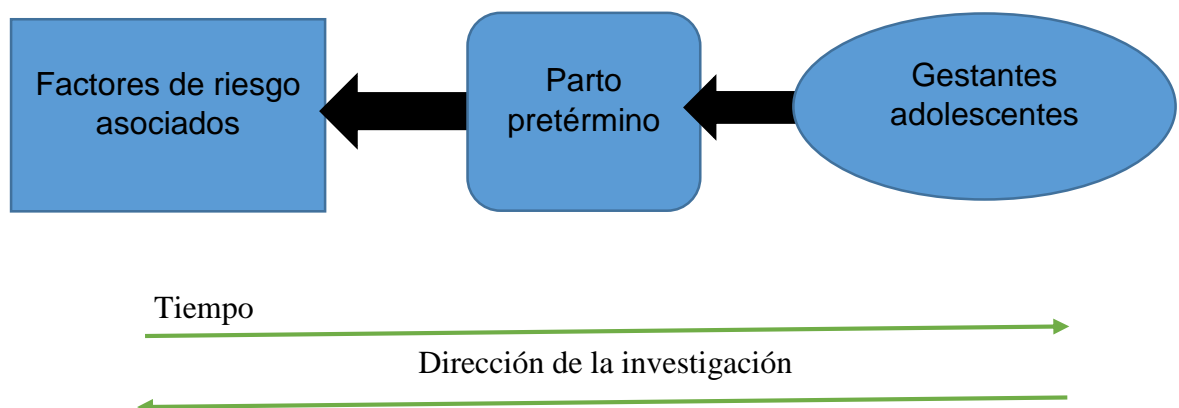 Factores de riesgo
asociados
Parto
pretérmino
Gestantes
adolescentes
Tiempo
Dirección de la investigación